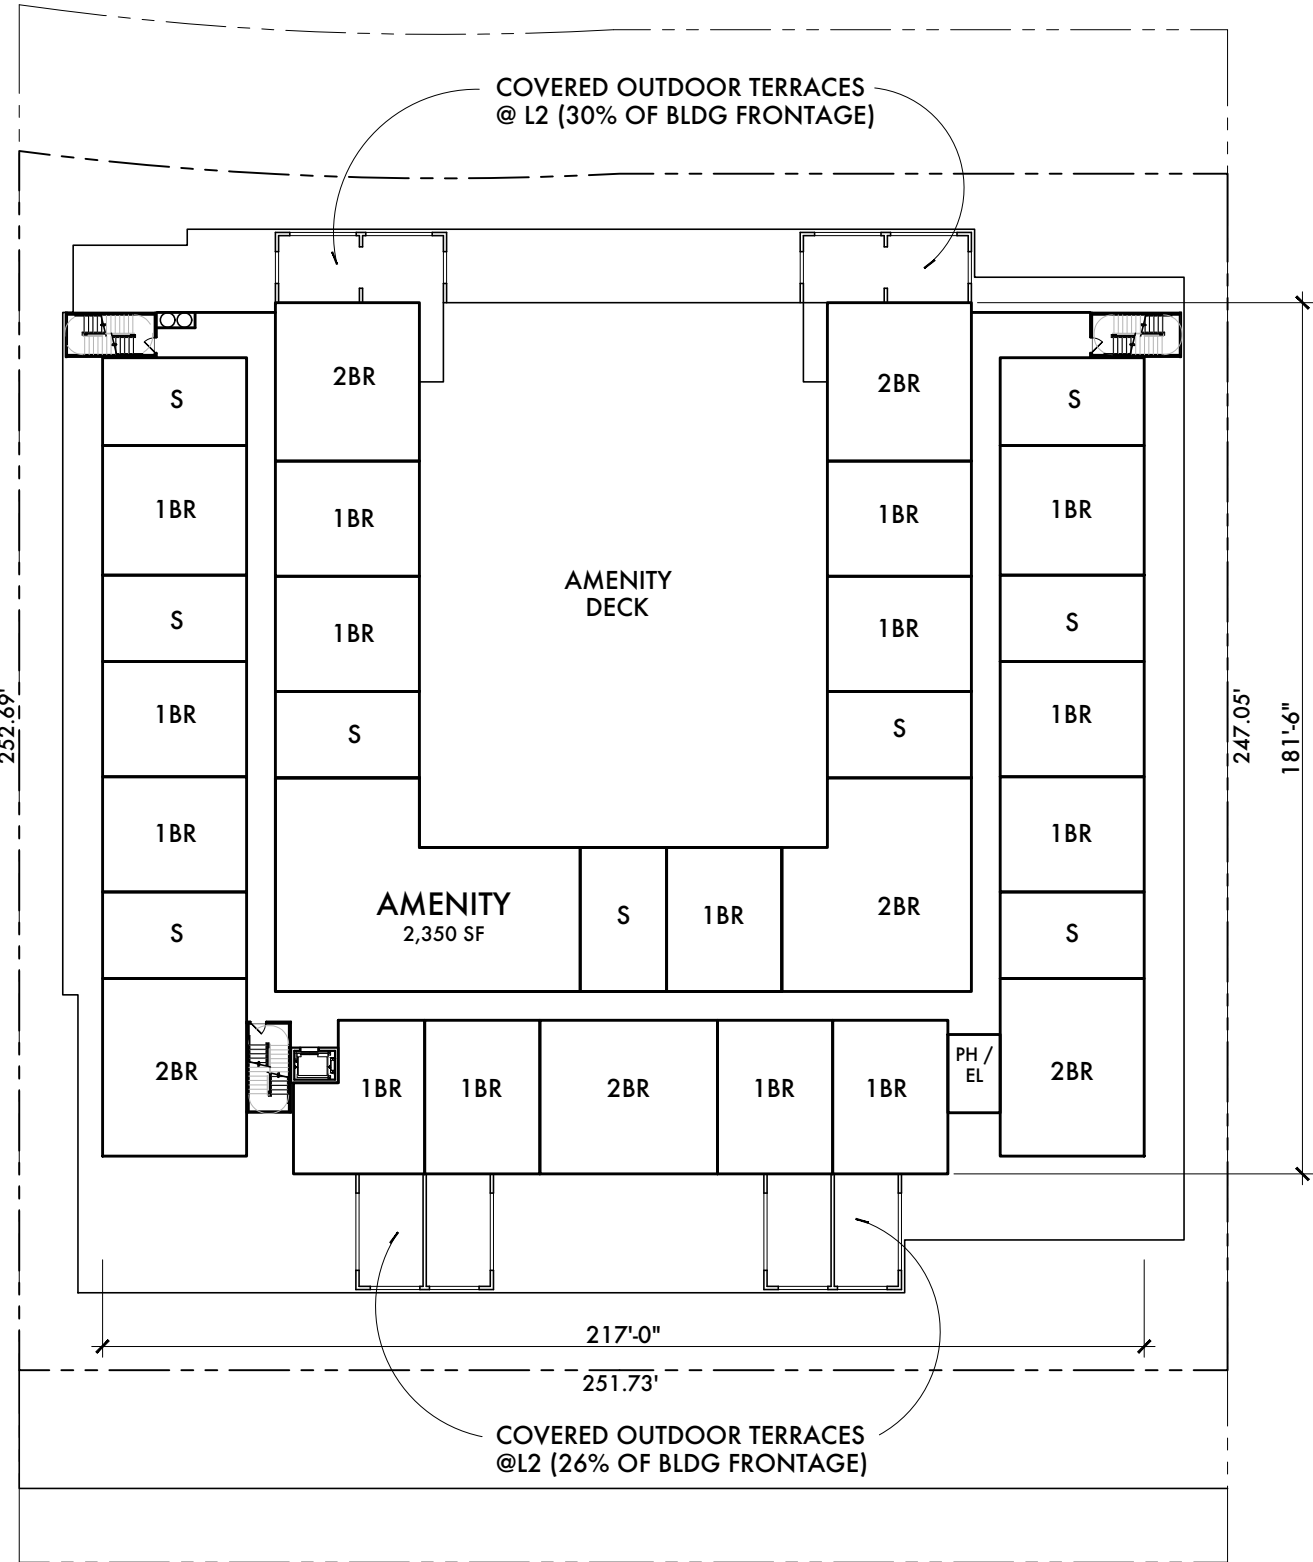 COVERED OUTDOOR TERRACES
@ L2 (30% OF BLDG FRONTAGE)
2BR
2BR
S
S
1BR
1BR
1BR
1BR
AMENITY
DECK
S
S
1BR
1BR
1BR
1BR
S
S
252.69'
247.05'
181'-6"
1BR
1BR
AMENITY
2,350 SF
S
1BR
2BR
1BR
1BR
S
S
2BR
1BR
1BR
2BR
1BR
1BR
PH /
EL
2BR
217'-0"
251.73'
COVERED OUTDOOR TERRACES
@L2 (26% OF BLDG FRONTAGE)